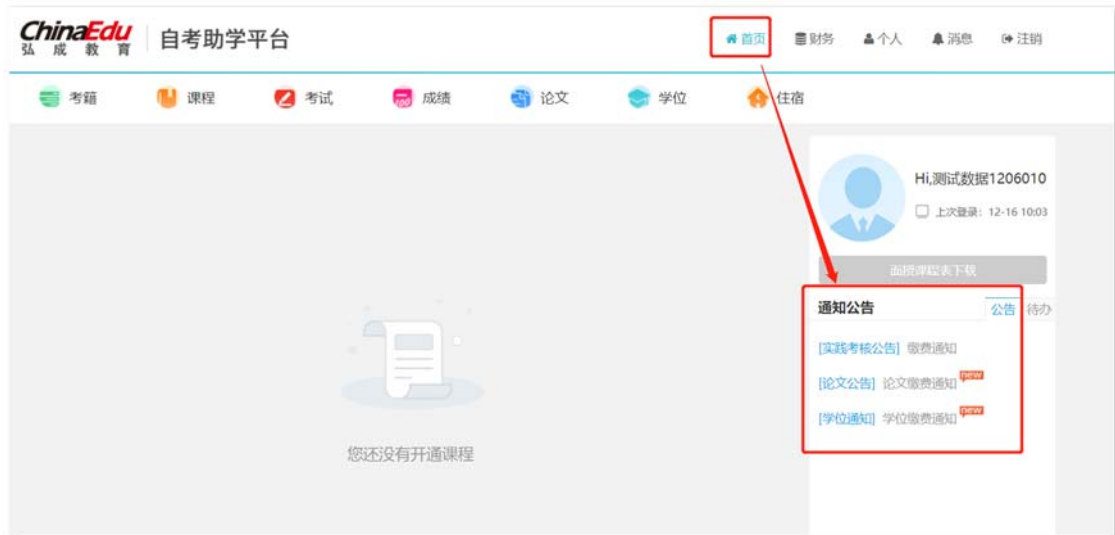 ChinaEdu
弘成教育
自考助学平台
首页 财务 个人 消息 注销
考籍 课程 考试 100 成绩 论文 学位 住宿
Hi,测试数据1206010
上次登录：12-16 10:03
面授课程表下载
通知公告 公告 待办
[实践考核公告] 缴费通知
[论文公告] 论文缴费通知 new
[学位通知] 学位缴费通知 new
您还没有开通课程